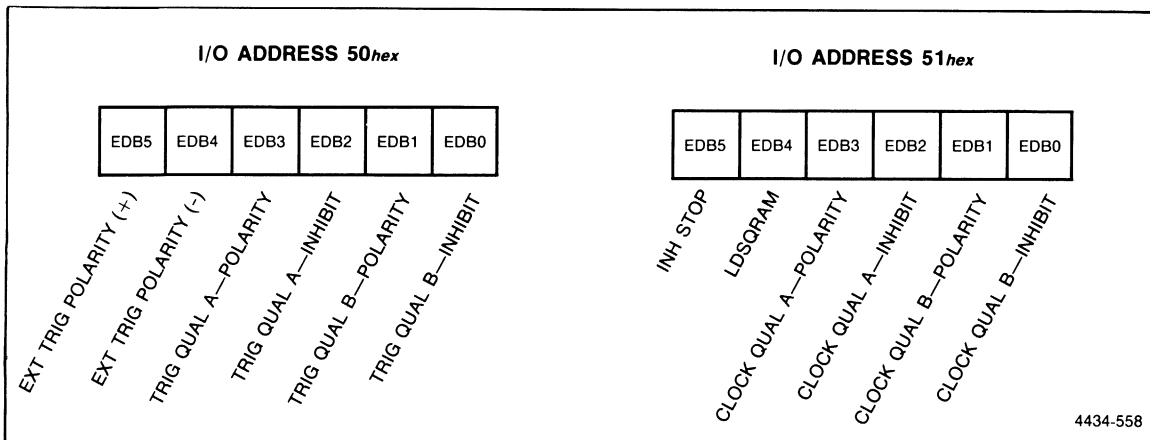 I/O ADDRESS 50hex
EDB5 EDB4 EDB3 EDB2 EDB1 EDB0
EXT TRIG POLARITY (+)
EXT TRIG POLARITY (-)
TRIG QUAL A—POLARITY
TRIG QUAL A—INHIBIT
TRIG QUAL B—POLARITY
TRIG QUAL B—INHIBIT
I/O ADDRESS 51hex
EDB5 EDB4 EDB3 EDB2 EDB1 EDB0
INH STOP
LDSQRAM
CLOCK QUAL A—POLARITY
CLOCK QUAL A—INHIBIT
CLOCK QUAL B—POLARITY
CLOCK QUAL B—INHIBIT
4434-558